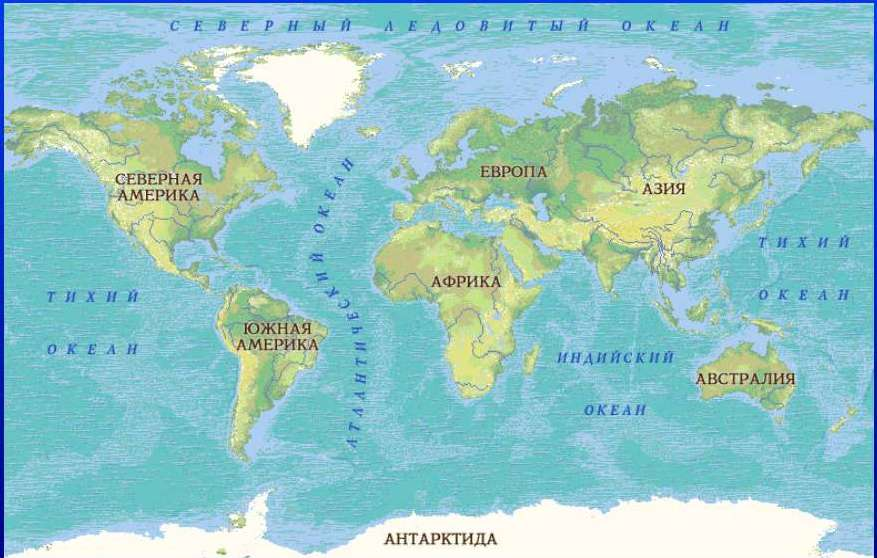 СЕВЕРНЫЙ ЛЕДОВИТЫЙ ОКЕАН
СЕВЕРНАЯ
АМЕРИКА
ЕВРОПА
АЗИЯ
АТЛАНТИЧЕСКИЙ ОКЕАН
ТИХИЙ
ОКЕАН
АФРИКА
ТИХИЙ
ОКЕАН
ЮЖНАЯ
АМЕРИКА
ИНДИЙСКИЙ
ОКЕАН
АВСТРАЛИЯ
АНТАРКТИДА